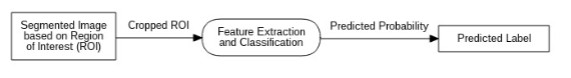 Segmented Image
based on Region
of Interest (ROI)
Cropped ROI
Feature Extraction
and Classification
Predicted Probability
Predicted Label